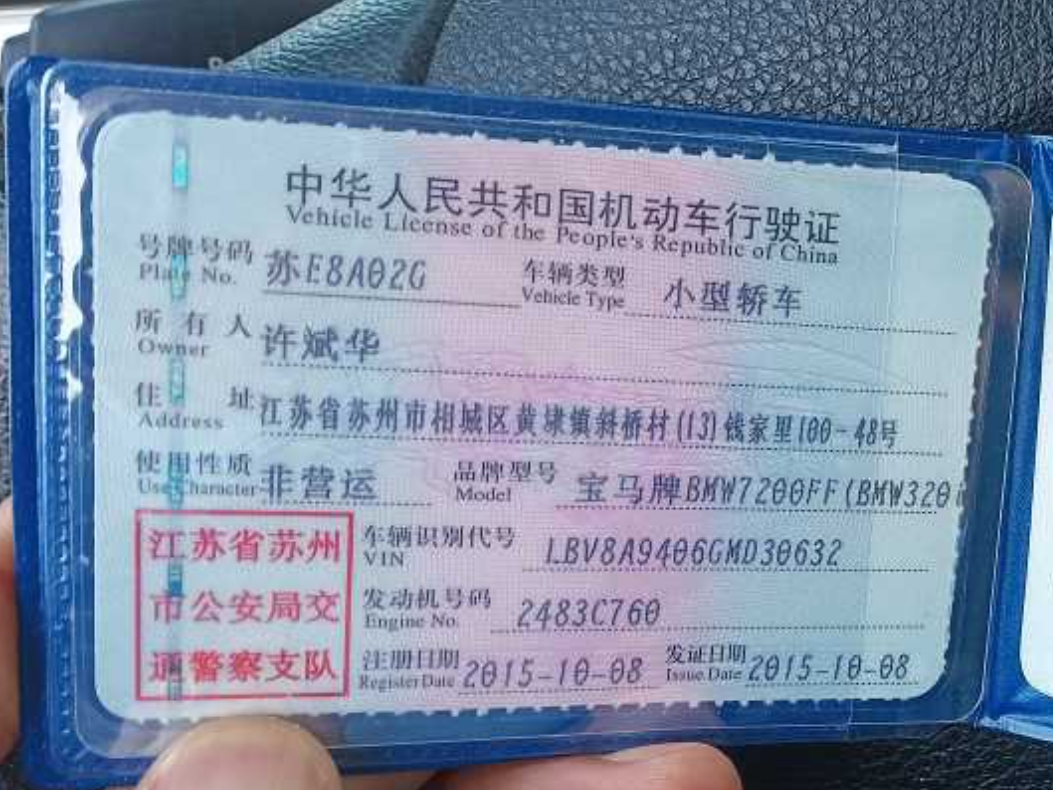 中华人民共和国机动车行驶证
Vehicle License of the People's Republic of China
号牌号码 苏E8A02G 车辆类型 小型轿车
Plate No. Vehicle Type
所有人 许斌华
Owner
住址 江苏省苏州市相城区黄埭镇斜桥村(13)钱家里100-48号
Address
使用性质 非营运 品牌型号 宝马牌BMW7200FF(BMW320i
Use Character Model
江苏省苏州 车辆识别代号 LBV8A9406GMD30632
VIN
市公安局交 发动机号码 2483C760
Engine No.
通警察支队 注册日期 2015-10-08 发证日期 2015-10-08
Register Date Issue Date